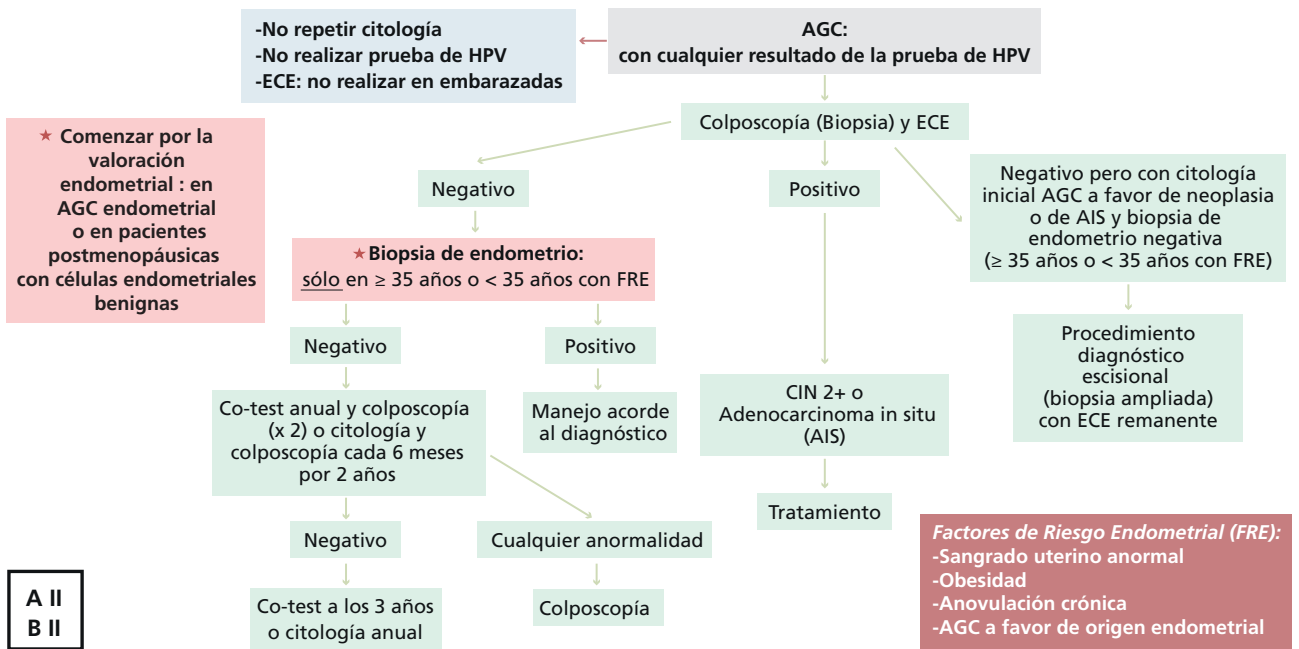 -No repetir citología
-No realizar prueba de HPV
-ECE: no realizar en embarazadas
AGC:
con cualquier resultado de la prueba de HPV
Colposcopía (Biopsia) y ECE
★ Comenzar por la
valoración
endometrial : en
AGC endometrial
o en pacientes
postmenopáusicas
con células endometriales
benignas
Negativo
Positivo
Negativo pero con citología
inicial AGC a favor de neoplasia
o de AIS y biopsia de
endometrio negativa
(≥ 35 años o < 35 años con FRE)
★Biopsia de endometrio:
sólo en ≥ 35 años o < 35 años con FRE
Negativo
Positivo
Procedimiento
diagnóstico
escisional
(biopsia ampliada)
con ECE remanente
Co-test anual y colposcopía
(x 2) o citología y
colposcopía cada 6 meses
por 2 años
Manejo acorde
al diagnóstico
CIN 2+ o
Adenocarcinoma in situ
(AIS)
Tratamiento
Negativo
Cualquier anormalidad
Co-test a los 3 años
o citología anual
Colposcopía
Factores de Riesgo Endometrial (FRE):
-Sangrado uterino anormal
-Obesidad
-Anovulación crónica
-AGC a favor de origen endometrial
A II
B II